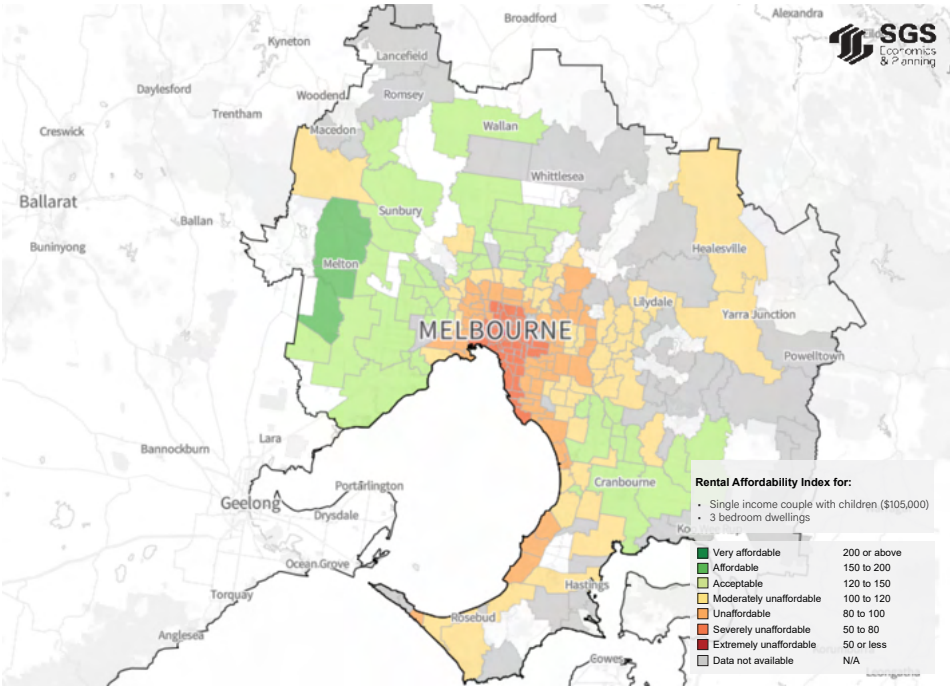 Alexandra
Broadford
SGS
Economics
& Planning
Kyneton
Lancefield
Daylesford
Woodend
Romsey
Trentham
Creswick
Macedon
Wallan
Whittlesea
Ballarat
Ballan
Sunbury
Buninyong
Healesville
Melton
Lilydale
Yarra Junction
MELBOURNE
Powelltown
Bannockburn
Lara
Cranbourne
Geelong
Portarlington
Drysdale
Ocean Grove
Hastings
Torquay
Rosebud
Anglesea
Cowes
Rental Affordability Index for:
• Single income couple with children ($105,000)
• 3 bedroom dwellings
Very affordable 200 or above
Affordable 150 to 200
Acceptable 120 to 150
Moderately unaffordable 100 to 120
Unaffordable 80 to 100
Severely unaffordable 50 to 80
Extremely unaffordable 50 or less
Data not available N/A